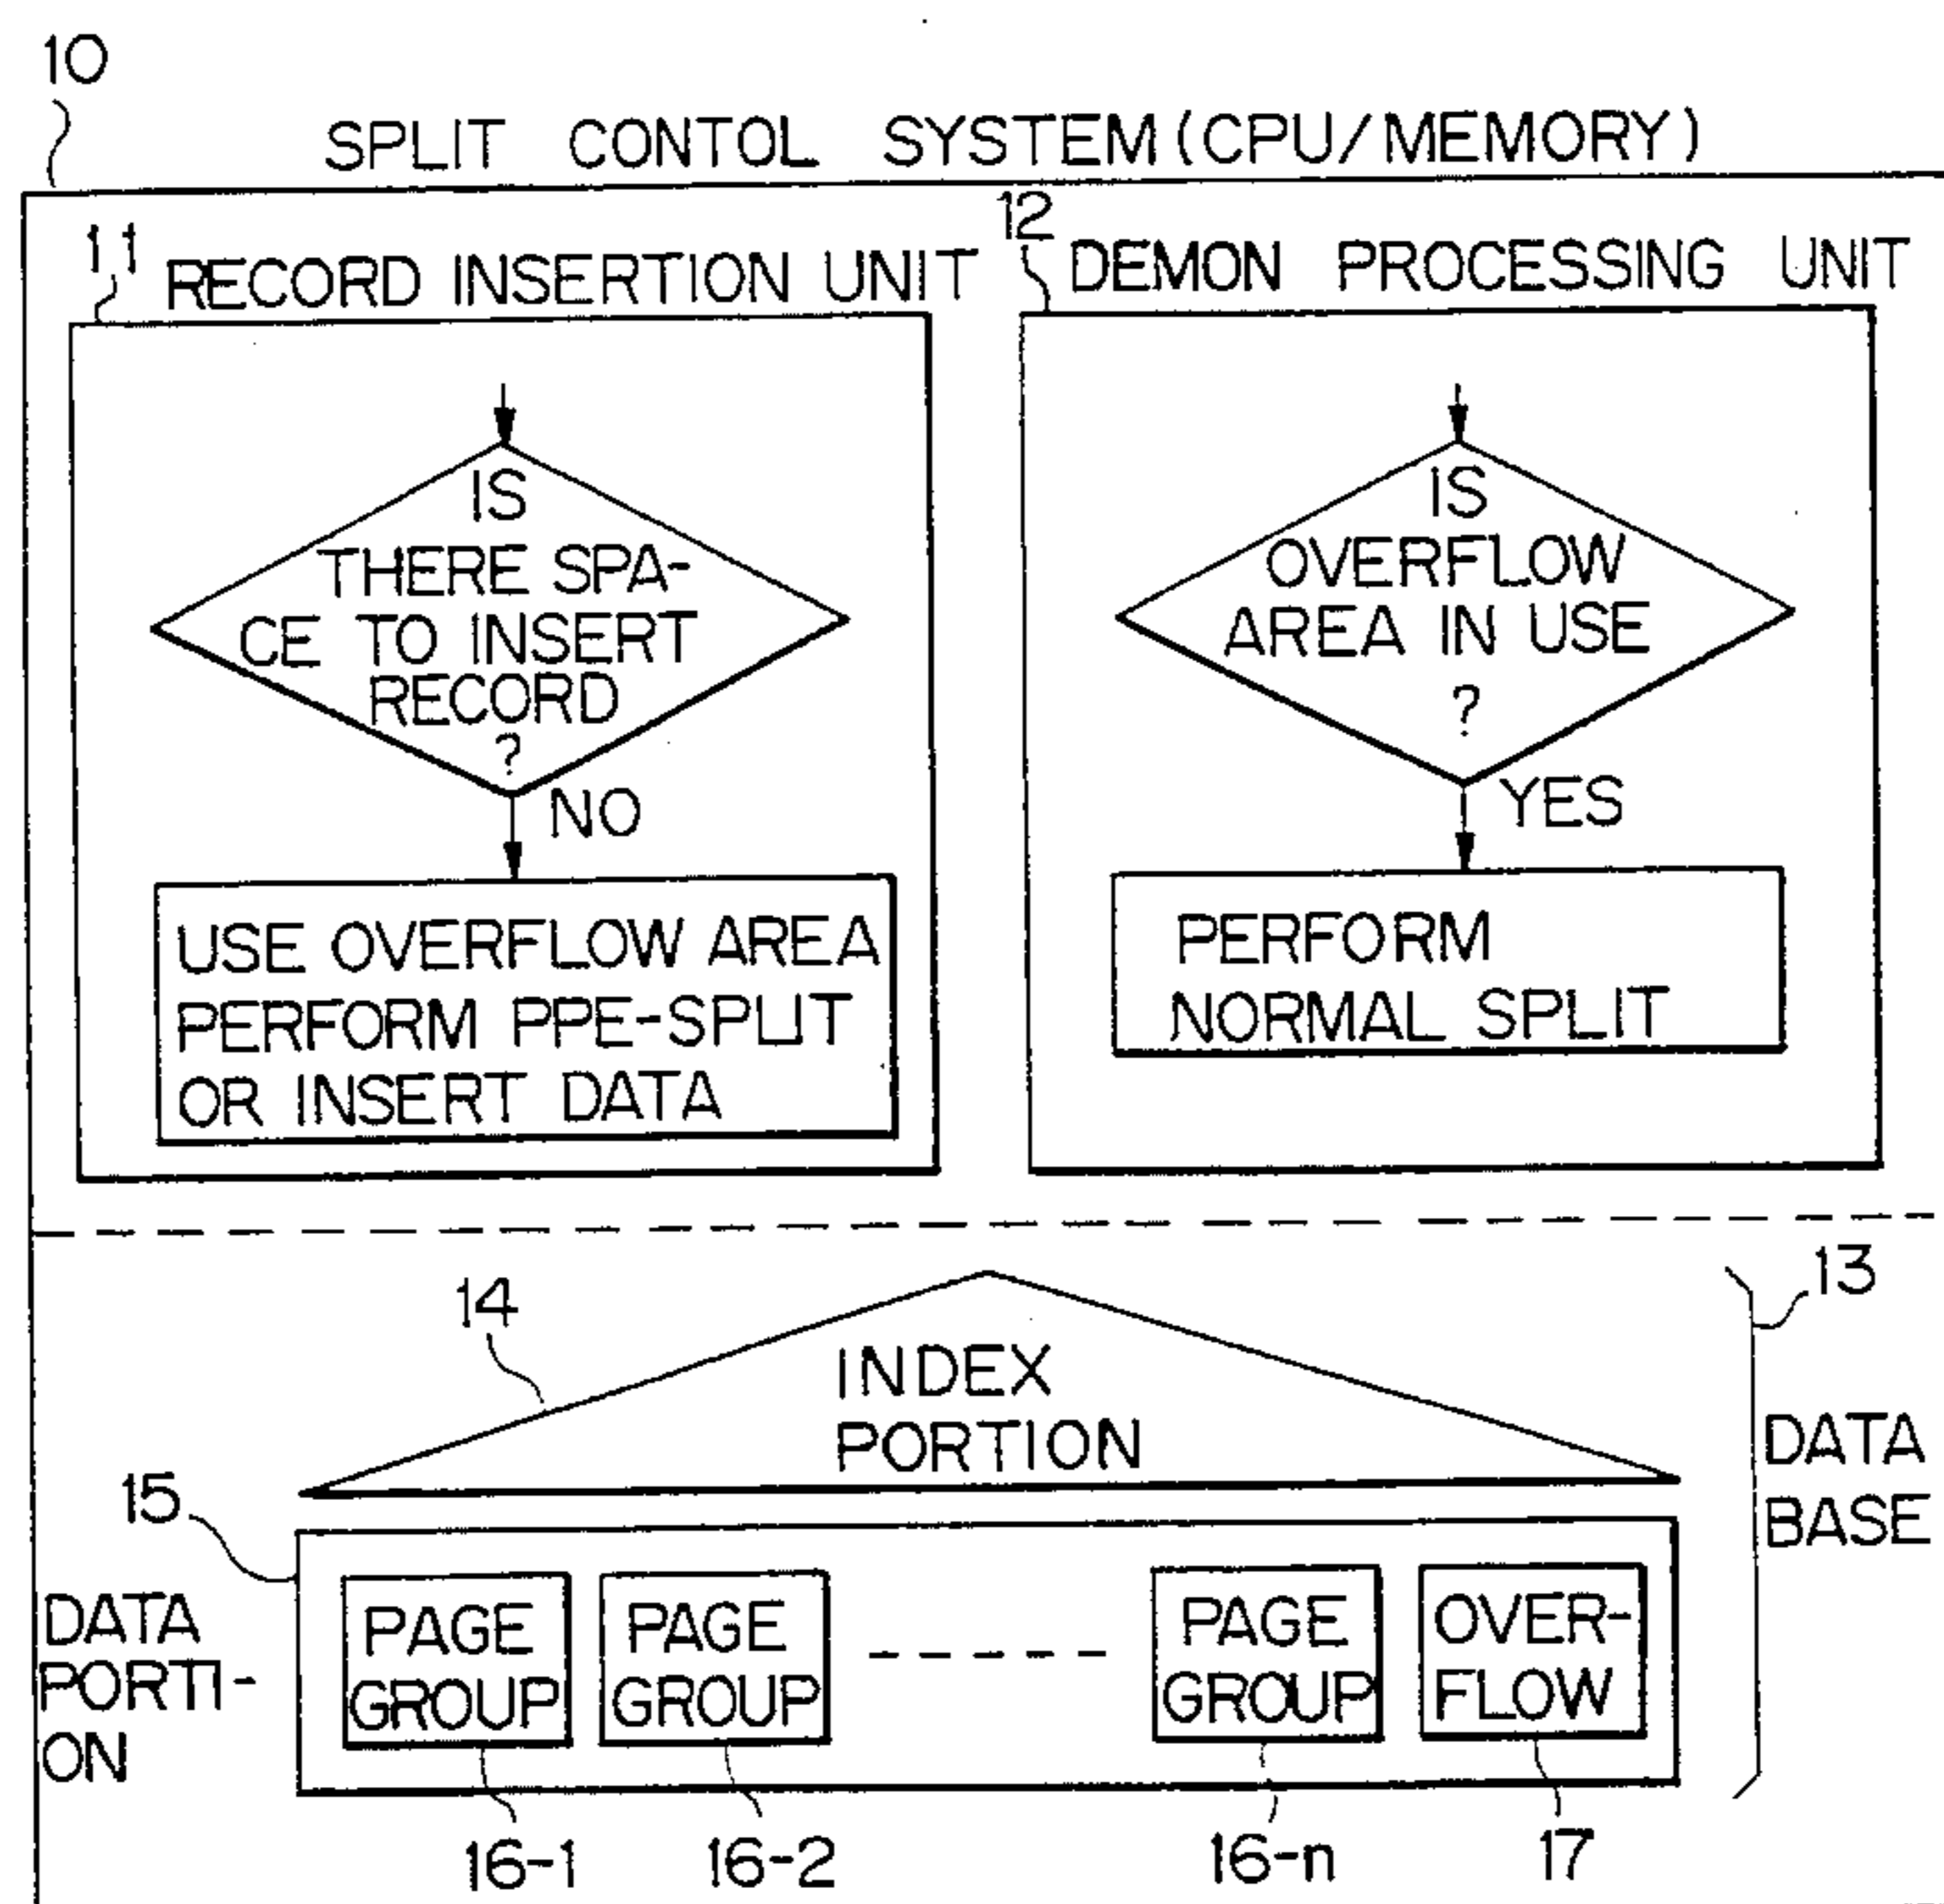 10
SPLIT CONTOL SYSTEM(CPU/MEMORY)
11
RECORD INSERTION UNIT
IS
THERE SPA-
CE TO INSERT
RECORD
?
NO
USE OVERFLOW AREA
PERFORM PPE-SPLIT
OR INSERT DATA
12
DEMON PROCESSING UNIT
IS
OVERFLOW
AREA IN USE
?
YES
PERFORM
NORMAL SPLIT
13
DATA
BASE
14
INDEX
PORTION
15
DATA
PORTI-
ON
PAGE
GROUP
PAGE
GROUP
PAGE
GROUP
OVER-
FLOW
16-1
16-2
16-n
17